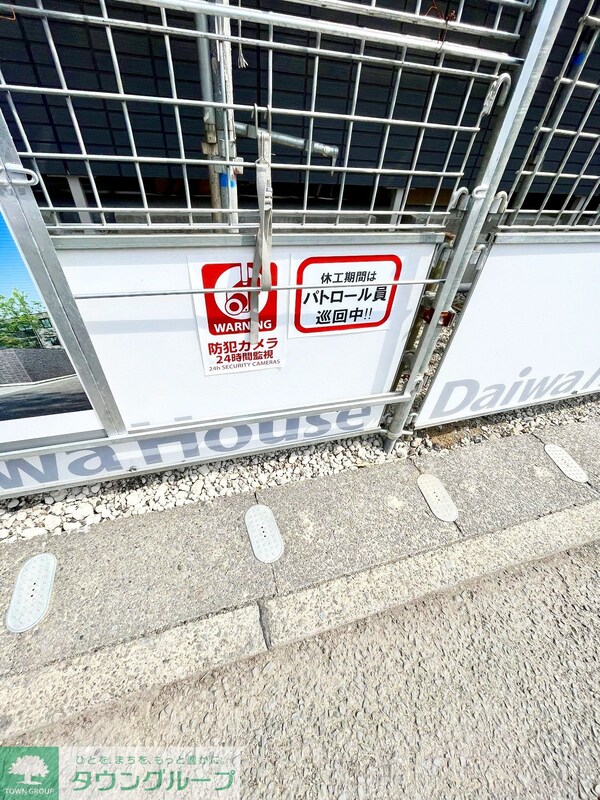 WARNING
防犯カメラ
24時間監視
24h SECURITY CAMERAS
休工期間は
パトロール員
巡回中!!
wa House
Daiwa H
ひとを、まちを、もっと豊かに。
タウングループ
TOWN GROUP